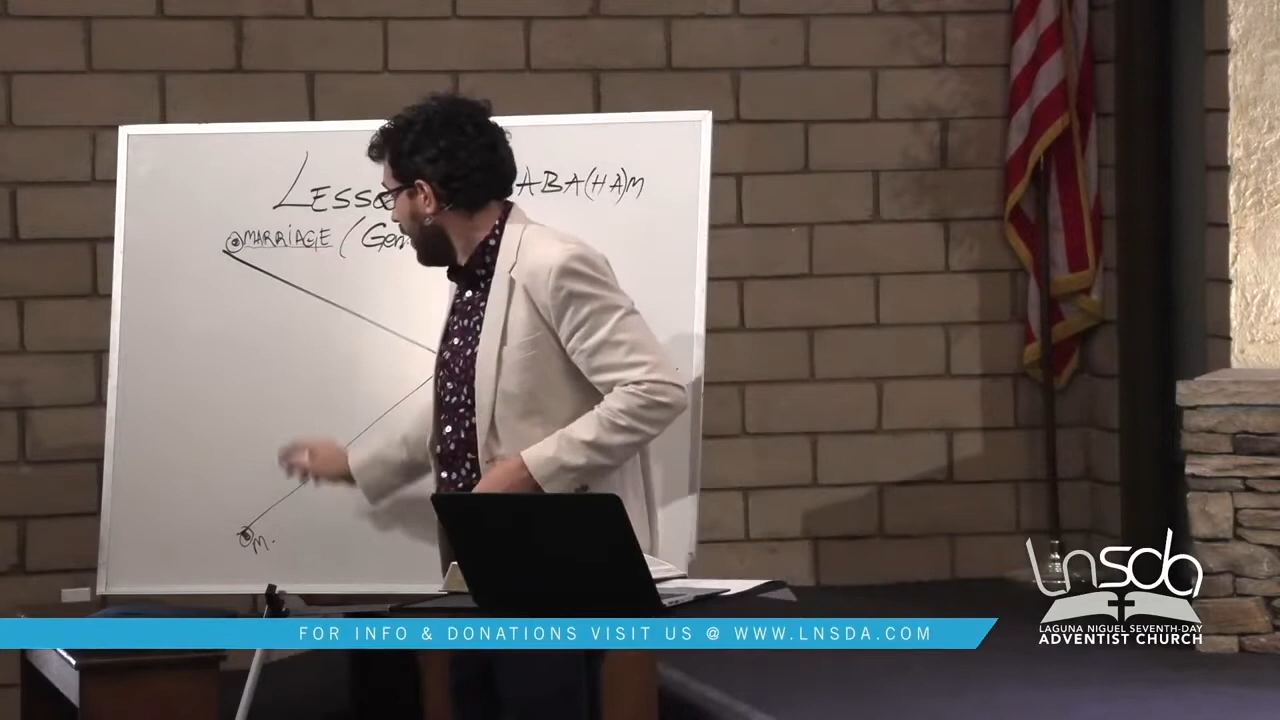 LESSO ABA(HA)M
MARRIAGE (Gen
M.
LNSDA
LAGUNA NIGUEL SEVENTH-DAY
ADVENTIST CHURCH
FOR INFO & DONATIONS VISIT US @ WWW.LNSDA.COM